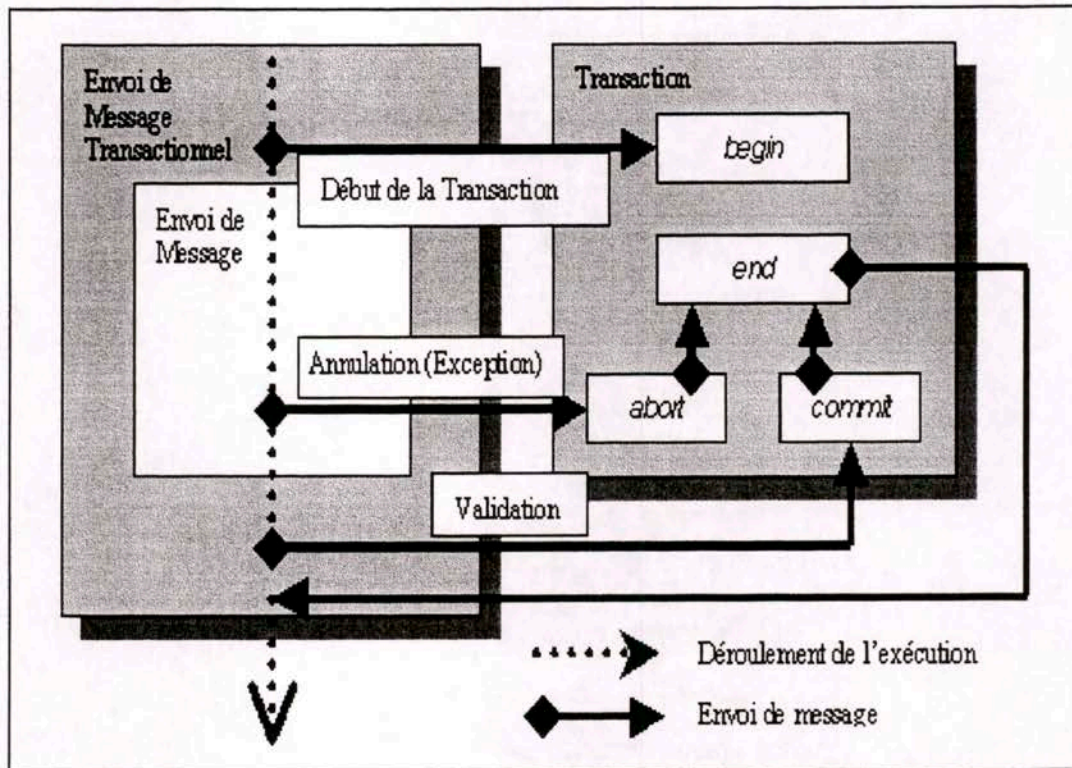 Envoi de
Message
Transactionnel
Transaction
begin
Début de la Transaction
Envoi de
Message
end
Annulation (Exception)
abort
commit
Validation
Déroulement de l'exécution
Envoi de message